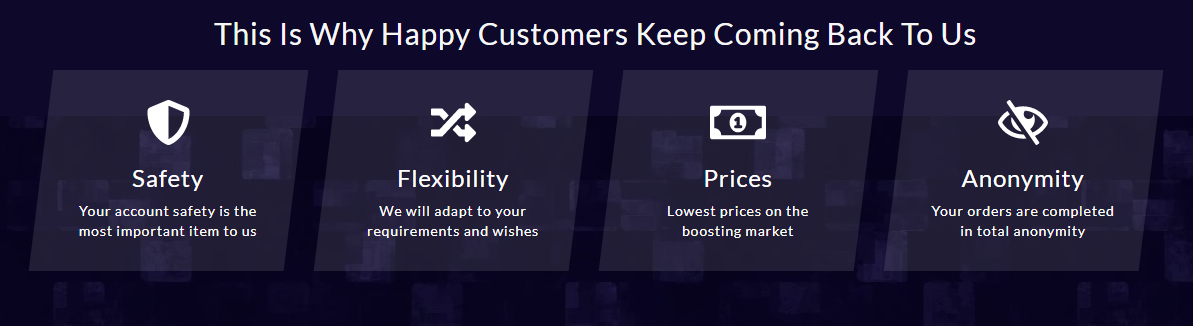 This Is Why Happy Customers Keep Coming Back To Us
Safety
Your account safety is the
most important item to us
Flexibility
We will adapt to your
requirements and wishes
1
Prices
Lowest prices on the
boosting market
Anonymity
Your orders are completed
in total anonymity